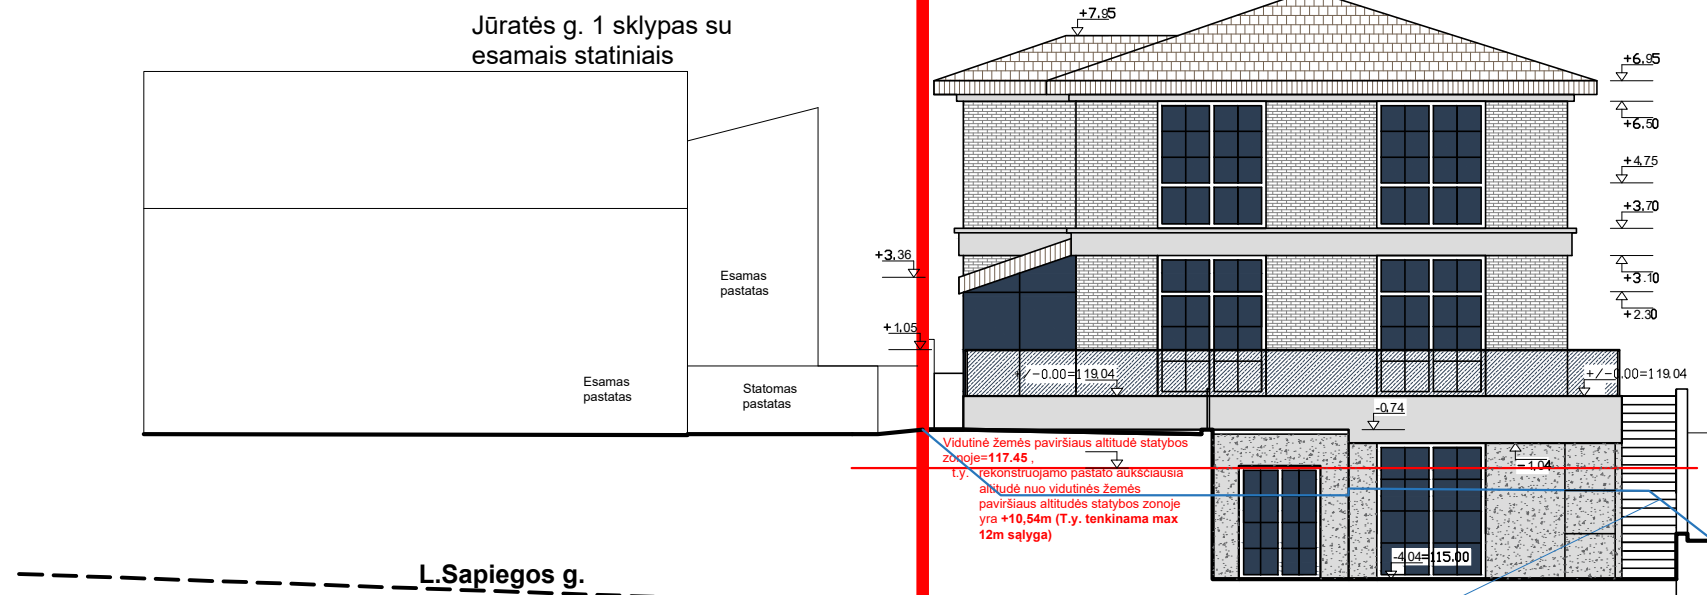 Jūratės g. 1 sklypas su
esamais statiniais
+7.95
+6.95
+6.50
+4.75
+3.70
+3.36
+3.10
+2.30
+1.05
Esamas
pastatas
Esamas
pastatas
Statomas
pastatas
+/-0.00=119.04
+/-0.00=119.04
-0.74
-1.04
Vidutinė žemės paviršiaus altitudė statybos
zonoje=117.45 ,
t.y. rekonstruojamo pastato aukščiausia
altitudė nuo vidutinės žemės
paviršiaus altitudės statybos zonoje
yra +10,54m (T.y. tenkinama max
12m sąlyga)
-4.04=115.00
L.Sapiegos g.